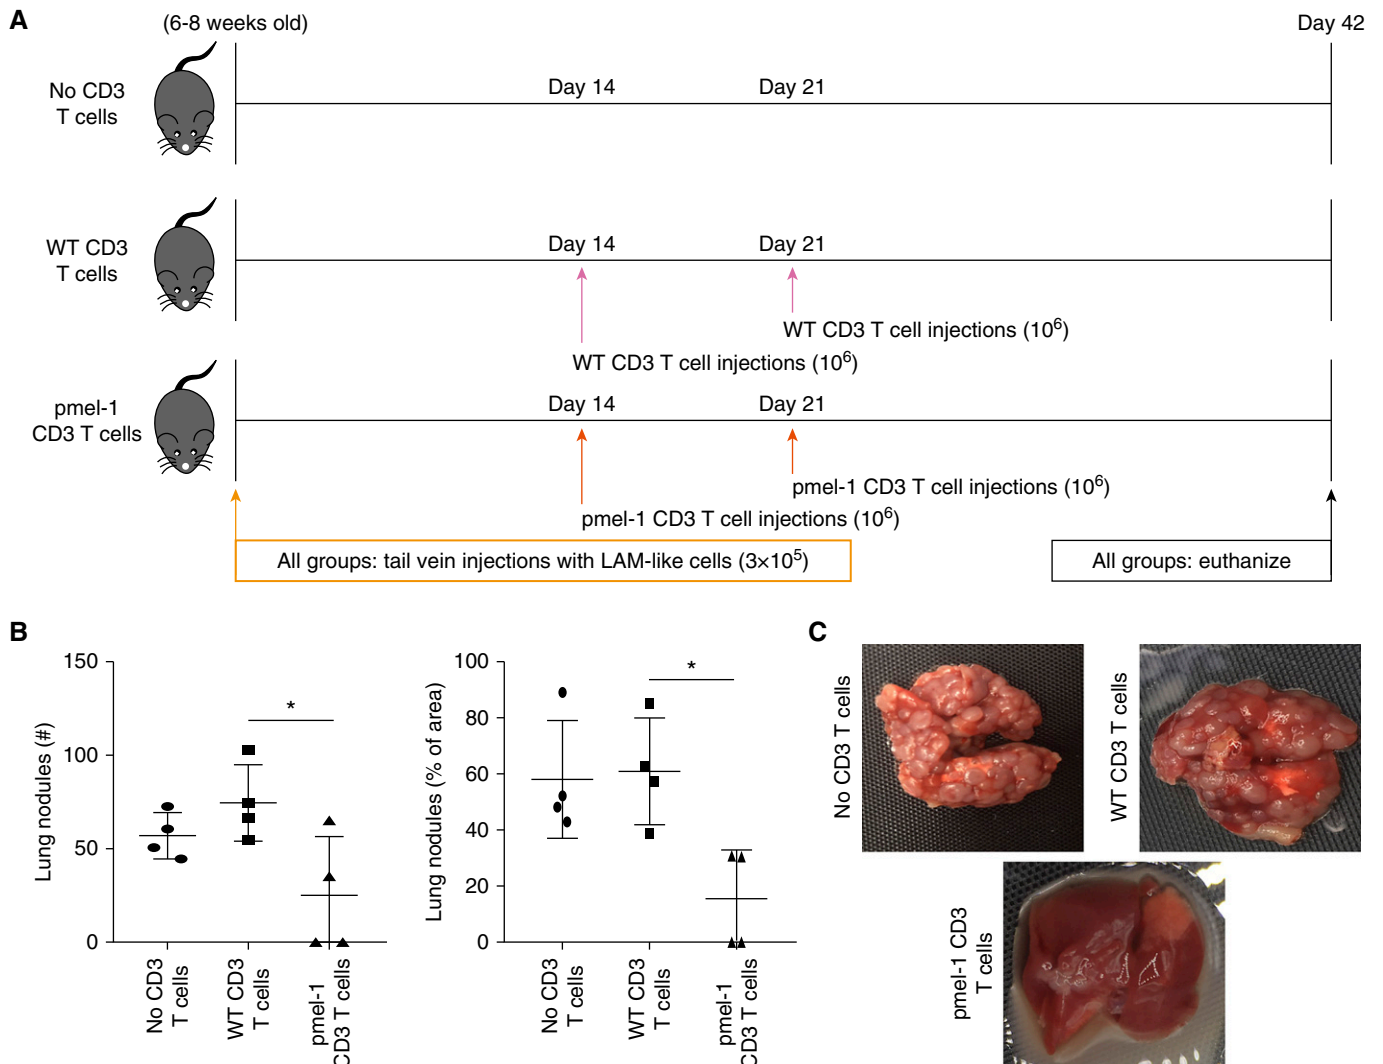 A
(6-8 weeks old)
Day 42
No CD3
T cells
Day 14
Day 21
WT CD3
T cells
Day 14
Day 21
WT CD3 T cell injections (10⁶)
WT CD3 T cell injections (10⁶)
pmel-1
CD3 T cells
Day 14
Day 21
pmel-1 CD3 T cell injections (10⁶)
pmel-1 CD3 T cell injections (10⁶)
All groups: tail vein injections with LAM-like cells (3×10⁵)
All groups: euthanize
B
Lung nodules (#)
150
100
50
0
*
No CD3
T cells
WT CD3
T cells
pmel-1
CD3 T cells
Lung nodules (% of area)
100
80
60
40
20
0
*
No CD3
T cells
WT CD3
T cells
pmel-1
CD3 T cells
C
No CD3 T cells
WT CD3 T cells
pmel-1 CD3
T cells